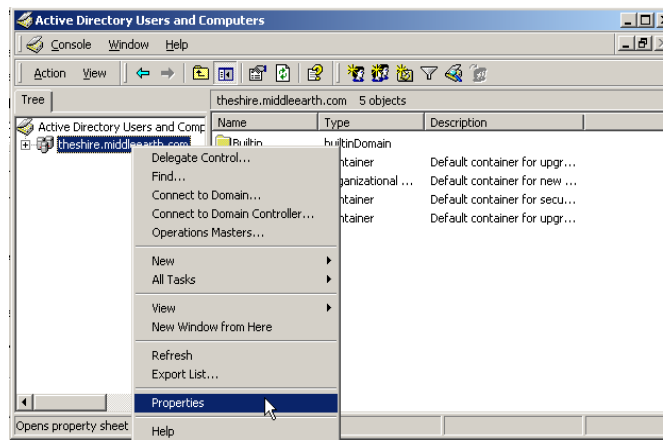 Active Directory Users and Computers
Console Window Help
Action View
Tree
theshire.middleearth.com 5 objects
Active Directory Users and Comp
theshire.middleearth.com
Name Type Description
Builtin builtinDomain
ntainer Default container for upgr...
ganizational ... Default container for new ...
ntainer Default container for secu...
ntainer Default container for upgr...
Delegate Control...
Find...
Connect to Domain...
Connect to Domain Controller...
Operations Masters...
New
All Tasks
View
New Window from Here
Refresh
Export List...
Properties
Help
Opens property sheet